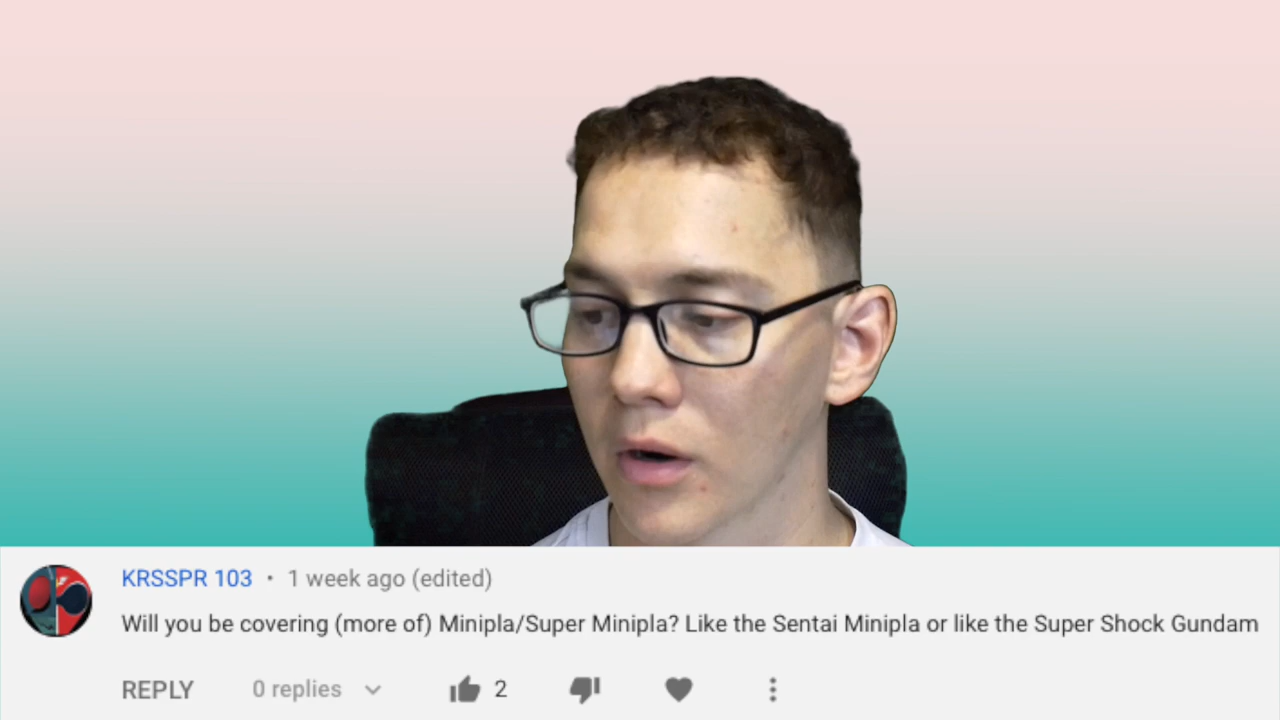 KRSSPR 103 • 1 week ago (edited)
Will you be covering (more of) Minipla/Super Minipla? Like the Sentai Minipla or like the Super Shock Gundam
REPLY 0 replies 2